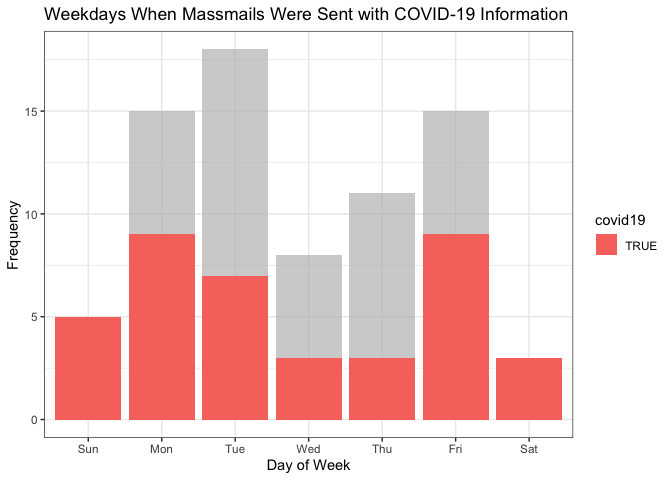 Weekdays When Massmails Were Sent with COVID-19 Information
15
10
5
0
Frequency
Sun Mon Tue Wed Thu Fri Sat
Day of Week
covid19
TRUE